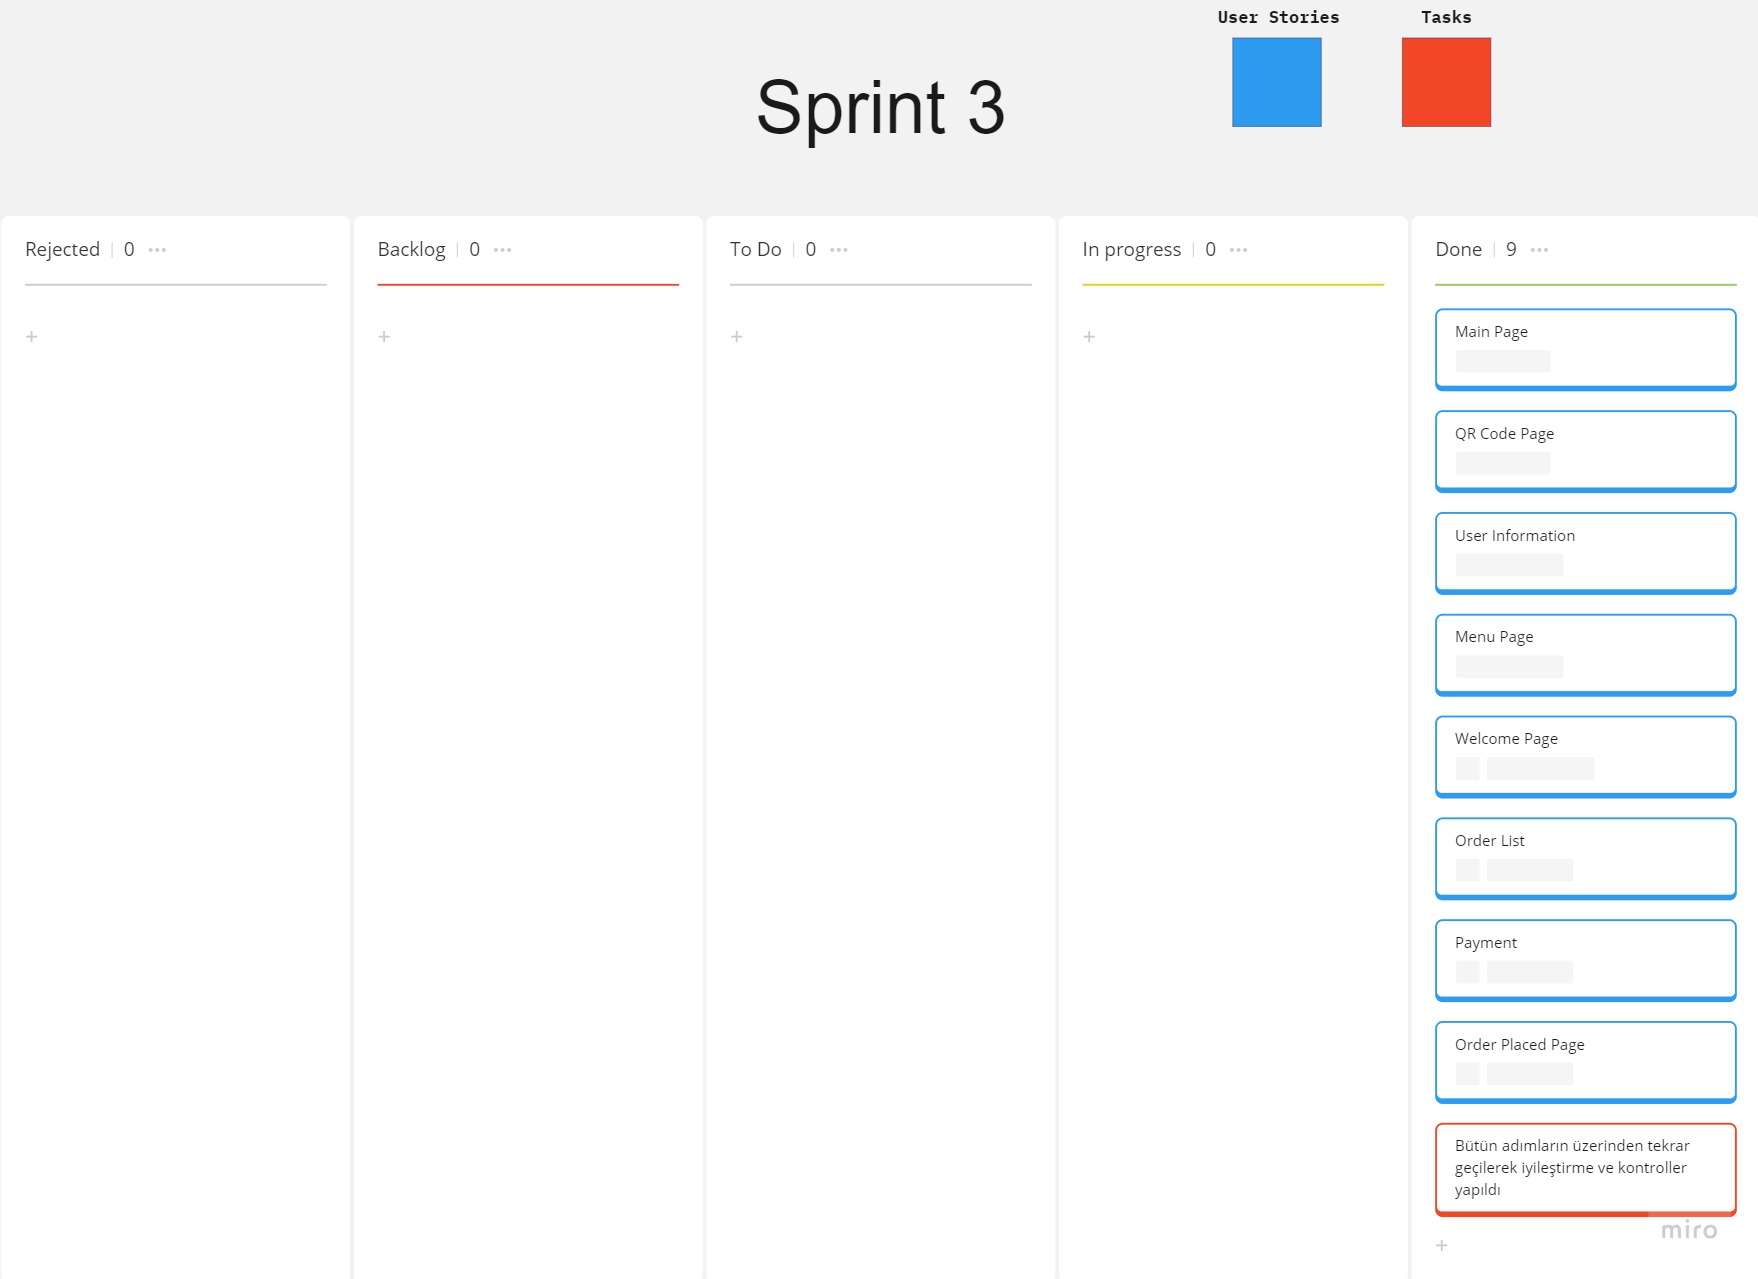 User Stories
Tasks
Sprint 3
Rejected 0
Backlog 0
To Do 0
In progress 0
Done 9
Main Page
QR Code Page
User Information
Menu Page
Welcome Page
Order List
Payment
Order Placed Page
Bütün adımların üzerinden tekrar
geçilerek iyileştirme ve kontroller
yapıldı
miro